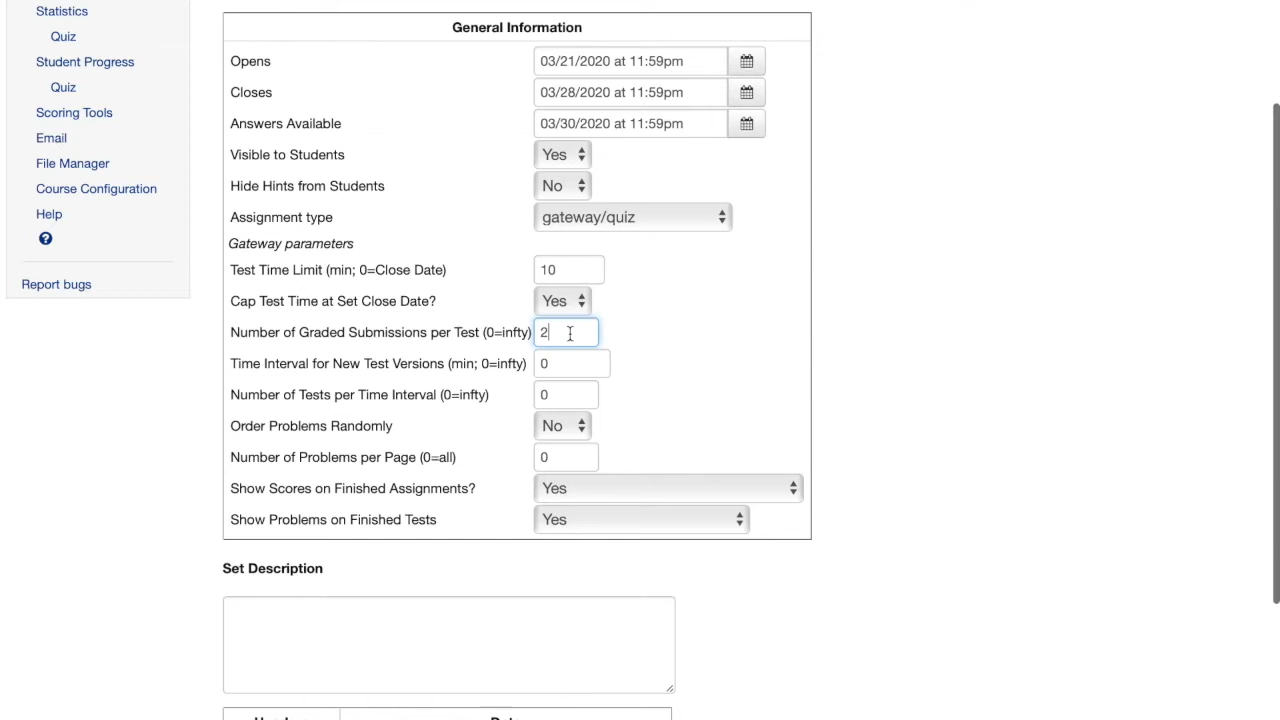 Statistics
Quiz
Student Progress
Quiz
Scoring Tools
Email
File Manager
Course Configuration
Help
?
Report bugs
General Information
Opens 03/21/2020 at 11:59pm
Closes 03/28/2020 at 11:59pm
Answers Available 03/30/2020 at 11:59pm
Visible to Students Yes
Hide Hints from Students No
Assignment type gateway/quiz
Gateway parameters
Test Time Limit (min; 0=Close Date) 10
Cap Test Time at Set Close Date? Yes
Number of Graded Submissions per Test (0=infty) 2
Time Interval for New Test Versions (min; 0=infty) 0
Number of Tests per Time Interval (0=infty) 0
Order Problems Randomly No
Number of Problems per Page (0=all) 0
Show Scores on Finished Assignments? Yes
Show Problems on Finished Tests Yes
Set Description